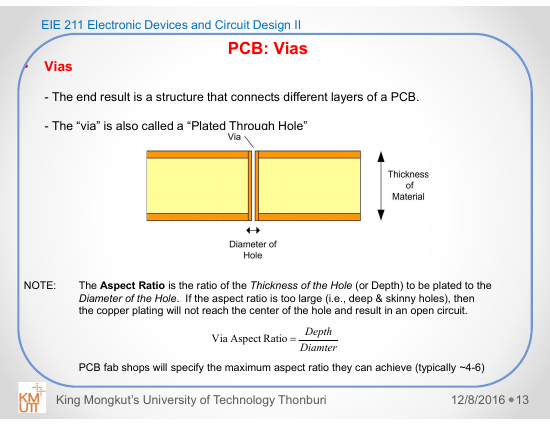 EIE 211 Electronic Devices and Circuit Design II
PCB: Vias
• Vias
- The end result is a structure that connects different layers of a PCB.
- The “via” is also called a “Plated Through Hole”
Via
Thickness
of
Material
Diameter of
Hole
NOTE: The Aspect Ratio is the ratio of the Thickness of the Hole (or Depth) to be plated to the
Diameter of the Hole. If the aspect ratio is too large (i.e., deep & skinny holes), then
the copper plating will not reach the center of the hole and result in an open circuit.
Via Aspect Ratio = Depth
Diamter
PCB fab shops will specify the maximum aspect ratio they can achieve (typically ~4-6)
KM
UTT
King Mongkut’s University of Technology Thonburi
12/8/2016 • 13